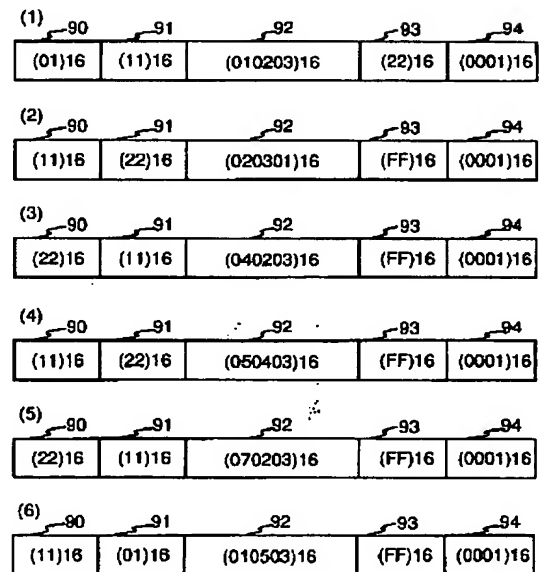 (1)
90 91 92 93 94
(01)16 (11)16 (010203)16 (22)16 (0001)16
(2)
90 91 92 93 94
(11)16 (22)16 (020301)16 (FF)16 (0001)16
(3)
90 91 92 93 94
(22)16 (11)16 (040203)16 (FF)16 (0001)16
(4)
90 91 92 93 94
(11)16 (22)16 (050403)16 (FF)16 (0001)16
(5)
90 91 92 93 94
(22)16 (11)16 (070203)16 (FF)16 (0001)16
(6)
90 91 92 93 94
(11)16 (01)16 (010503)16 (FF)16 (0001)16